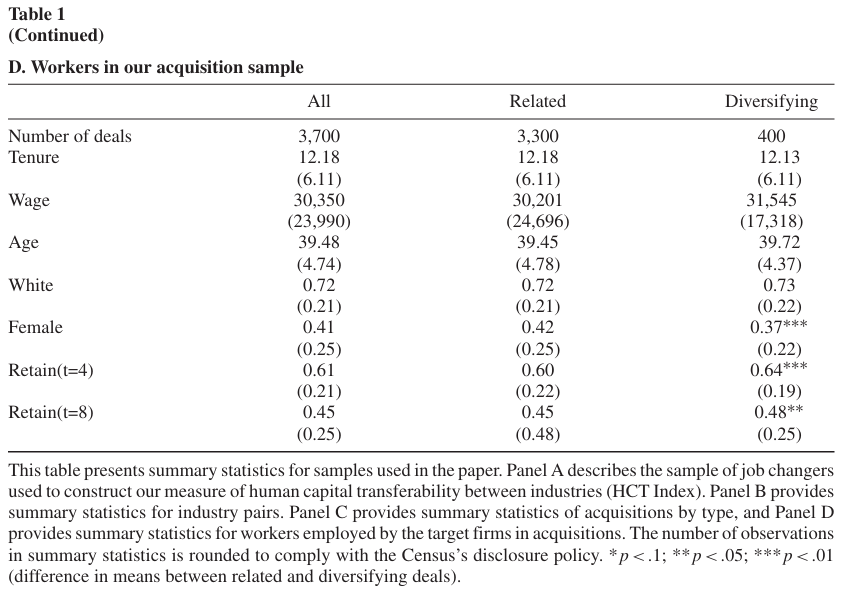 Table 1
(Continued)
D. Workers in our acquisition sample
All Related Diversifying
Number of deals 3,700 3,300 400
Tenure 12.18 12.18 12.13
(6.11) (6.11) (6.11)
Wage 30,350 30,201 31,545
(23,990) (24,696) (17,318)
Age 39.48 39.45 39.72
(4.74) (4.78) (4.37)
White 0.72 0.72 0.73
(0.21) (0.21) (0.22)
Female 0.41 0.42 0.37***
(0.25) (0.25) (0.22)
Retain(t=4) 0.61 0.60 0.64***
(0.21) (0.22) (0.19)
Retain(t=8) 0.45 0.45 0.48**
(0.25) (0.48) (0.25)
This table presents summary statistics for samples used in the paper. Panel A describes the sample of job changers
used to construct our measure of human capital transferability between industries (HCT Index). Panel B provides
summary statistics for industry pairs. Panel C provides summary statistics of acquisitions by type, and Panel D
provides summary statistics for workers employed by the target firms in acquisitions. The number of observations
in summary statistics is rounded to comply with the Census's disclosure policy. *p <.1; **p <.05; ***p <.01
(difference in means between related and diversifying deals).